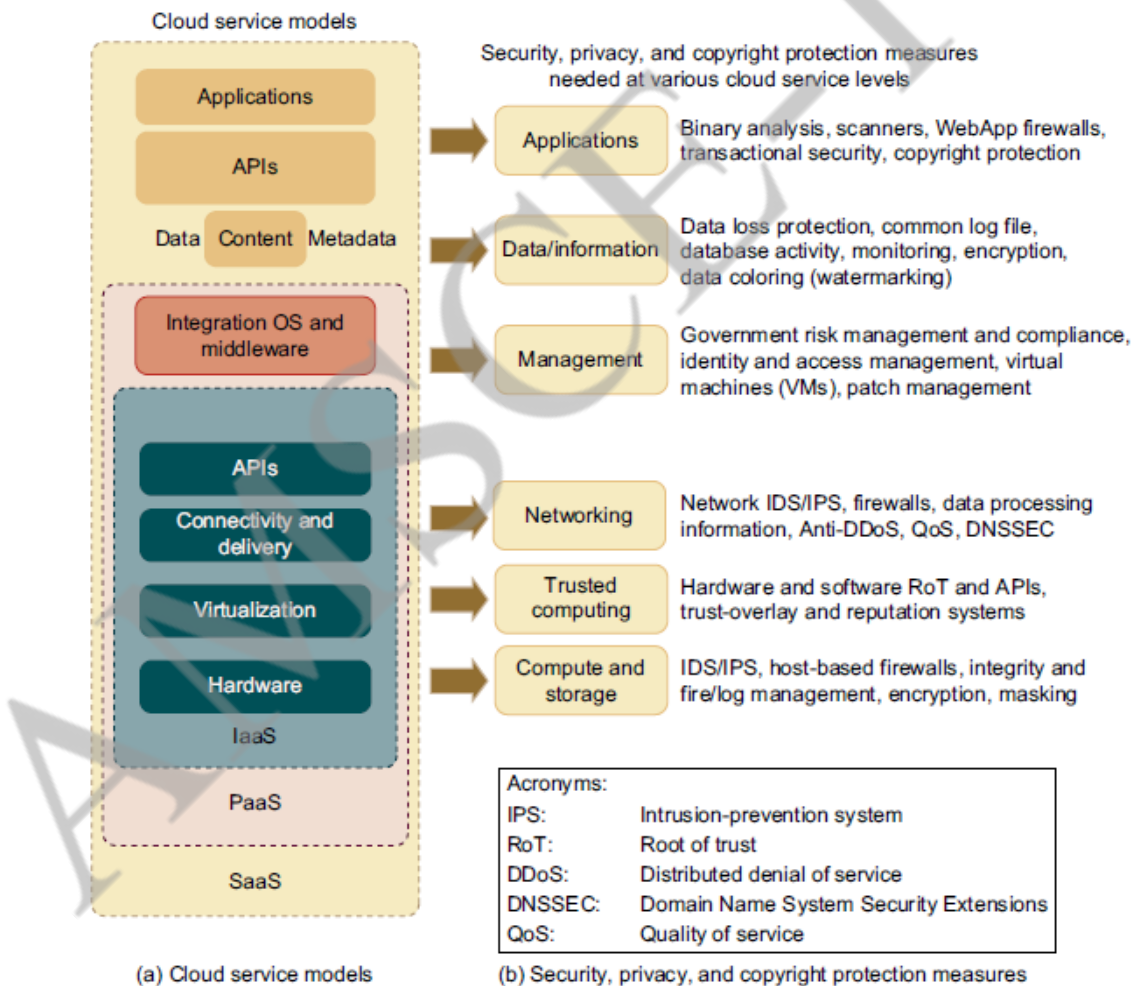 Cloud service models
Applications
APIs
Data Content Metadata
Integration OS and
middleware
APIs
Connectivity and
delivery
Virtualization
Hardware
IaaS
PaaS
SaaS
(a) Cloud service models
Security, privacy, and copyright protection measures
needed at various cloud service levels
Applications
Binary analysis, scanners, WebApp firewalls,
transactional security, copyright protection
Data/information
Data loss protection, common log file,
database activity, monitoring, encryption,
data coloring (watermarking)
Management
Government risk management and compliance,
identity and access management, virtual
machines (VMs), patch management
Networking
Network IDS/IPS, firewalls, data processing
information, Anti-DDoS, QoS, DNSSEC
Trusted
computing
Hardware and software RoT and APIs,
trust-overlay and reputation systems
Compute and
storage
IDS/IPS, host-based firewalls, integrity and
fire/log management, encryption, masking
Acronyms:
IPS: Intrusion-prevention system
RoT: Root of trust
DDoS: Distributed denial of service
DNSSEC: Domain Name System Security Extensions
QoS: Quality of service
(b) Security, privacy, and copyright protection measures
AMSCE-